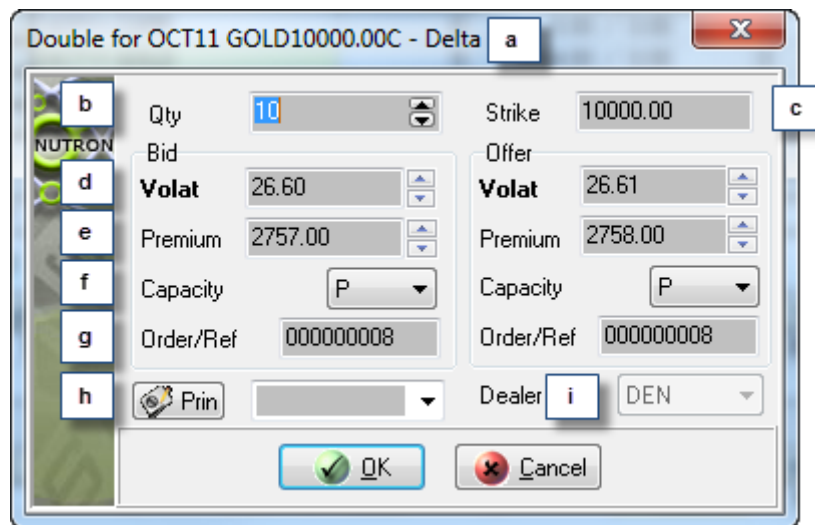 Double for OCT11 GOLD10000.00C - Delta a
X
b Qty 10 Strike 10000.00 c
NUTRON
Bid Offer
d Volat 26.60 Volat 26.61
e Premium 2757.00 Premium 2758.00
f Capacity P Capacity P
g Order/Ref 000000008 Order/Ref 000000008
h Prin Dealer i DEN
OK Cancel